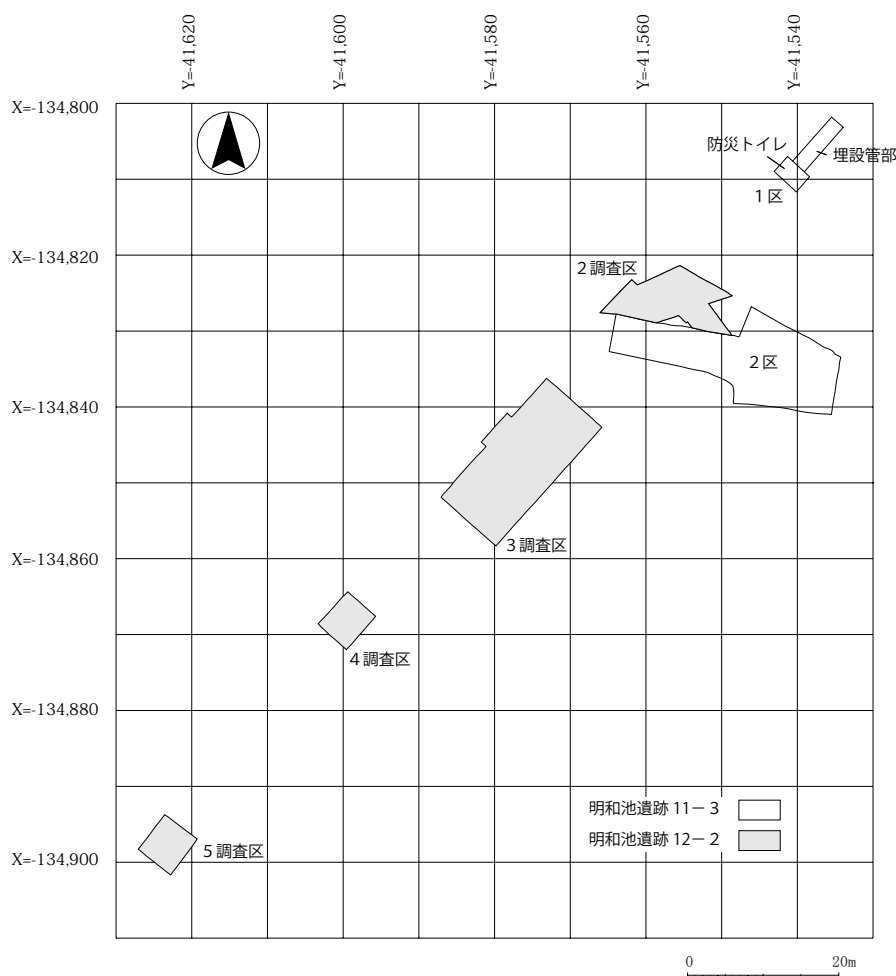 Y=-41,620
Y=-41,600
Y=-41,580
Y=-41,560
Y=-41,540
X=-134,800
防災トイレ
埋設管部
1区
X=-134,820
2調査区
2区
X=-134,840
3調査区
X=-134,860
4調査区
X=-134,880
明和池遺跡 11-3
明和池遺跡 12-2
5調査区
X=-134,900
0 20m